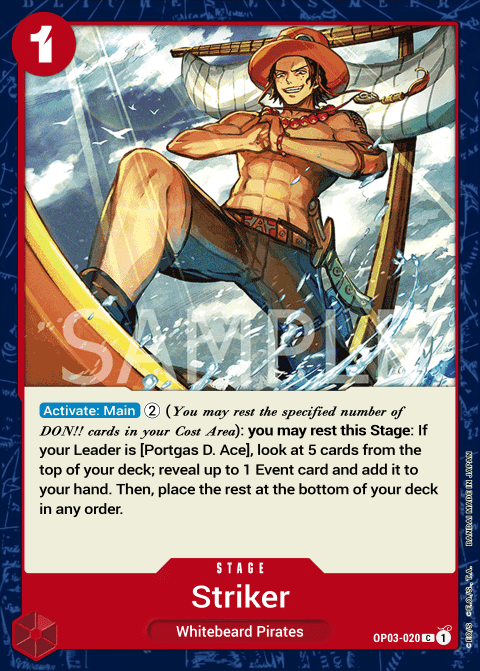 1
SAMPLE
Activate: Main ② (You may rest the specified number of
DON!! cards in your Cost Area): you may rest this Stage: If
your Leader is [Portgas D. Ace], look at 5 cards from the
top of your deck; reveal up to 1 Event card and add it to
your hand. Then, place the rest at the bottom of your deck
in any order.
STAGE
Striker
Whitebeard Pirates
OP03-020 C 1
BANDAI MADE IN JAPAN
©E.O/S ©E.O./S., T.A.